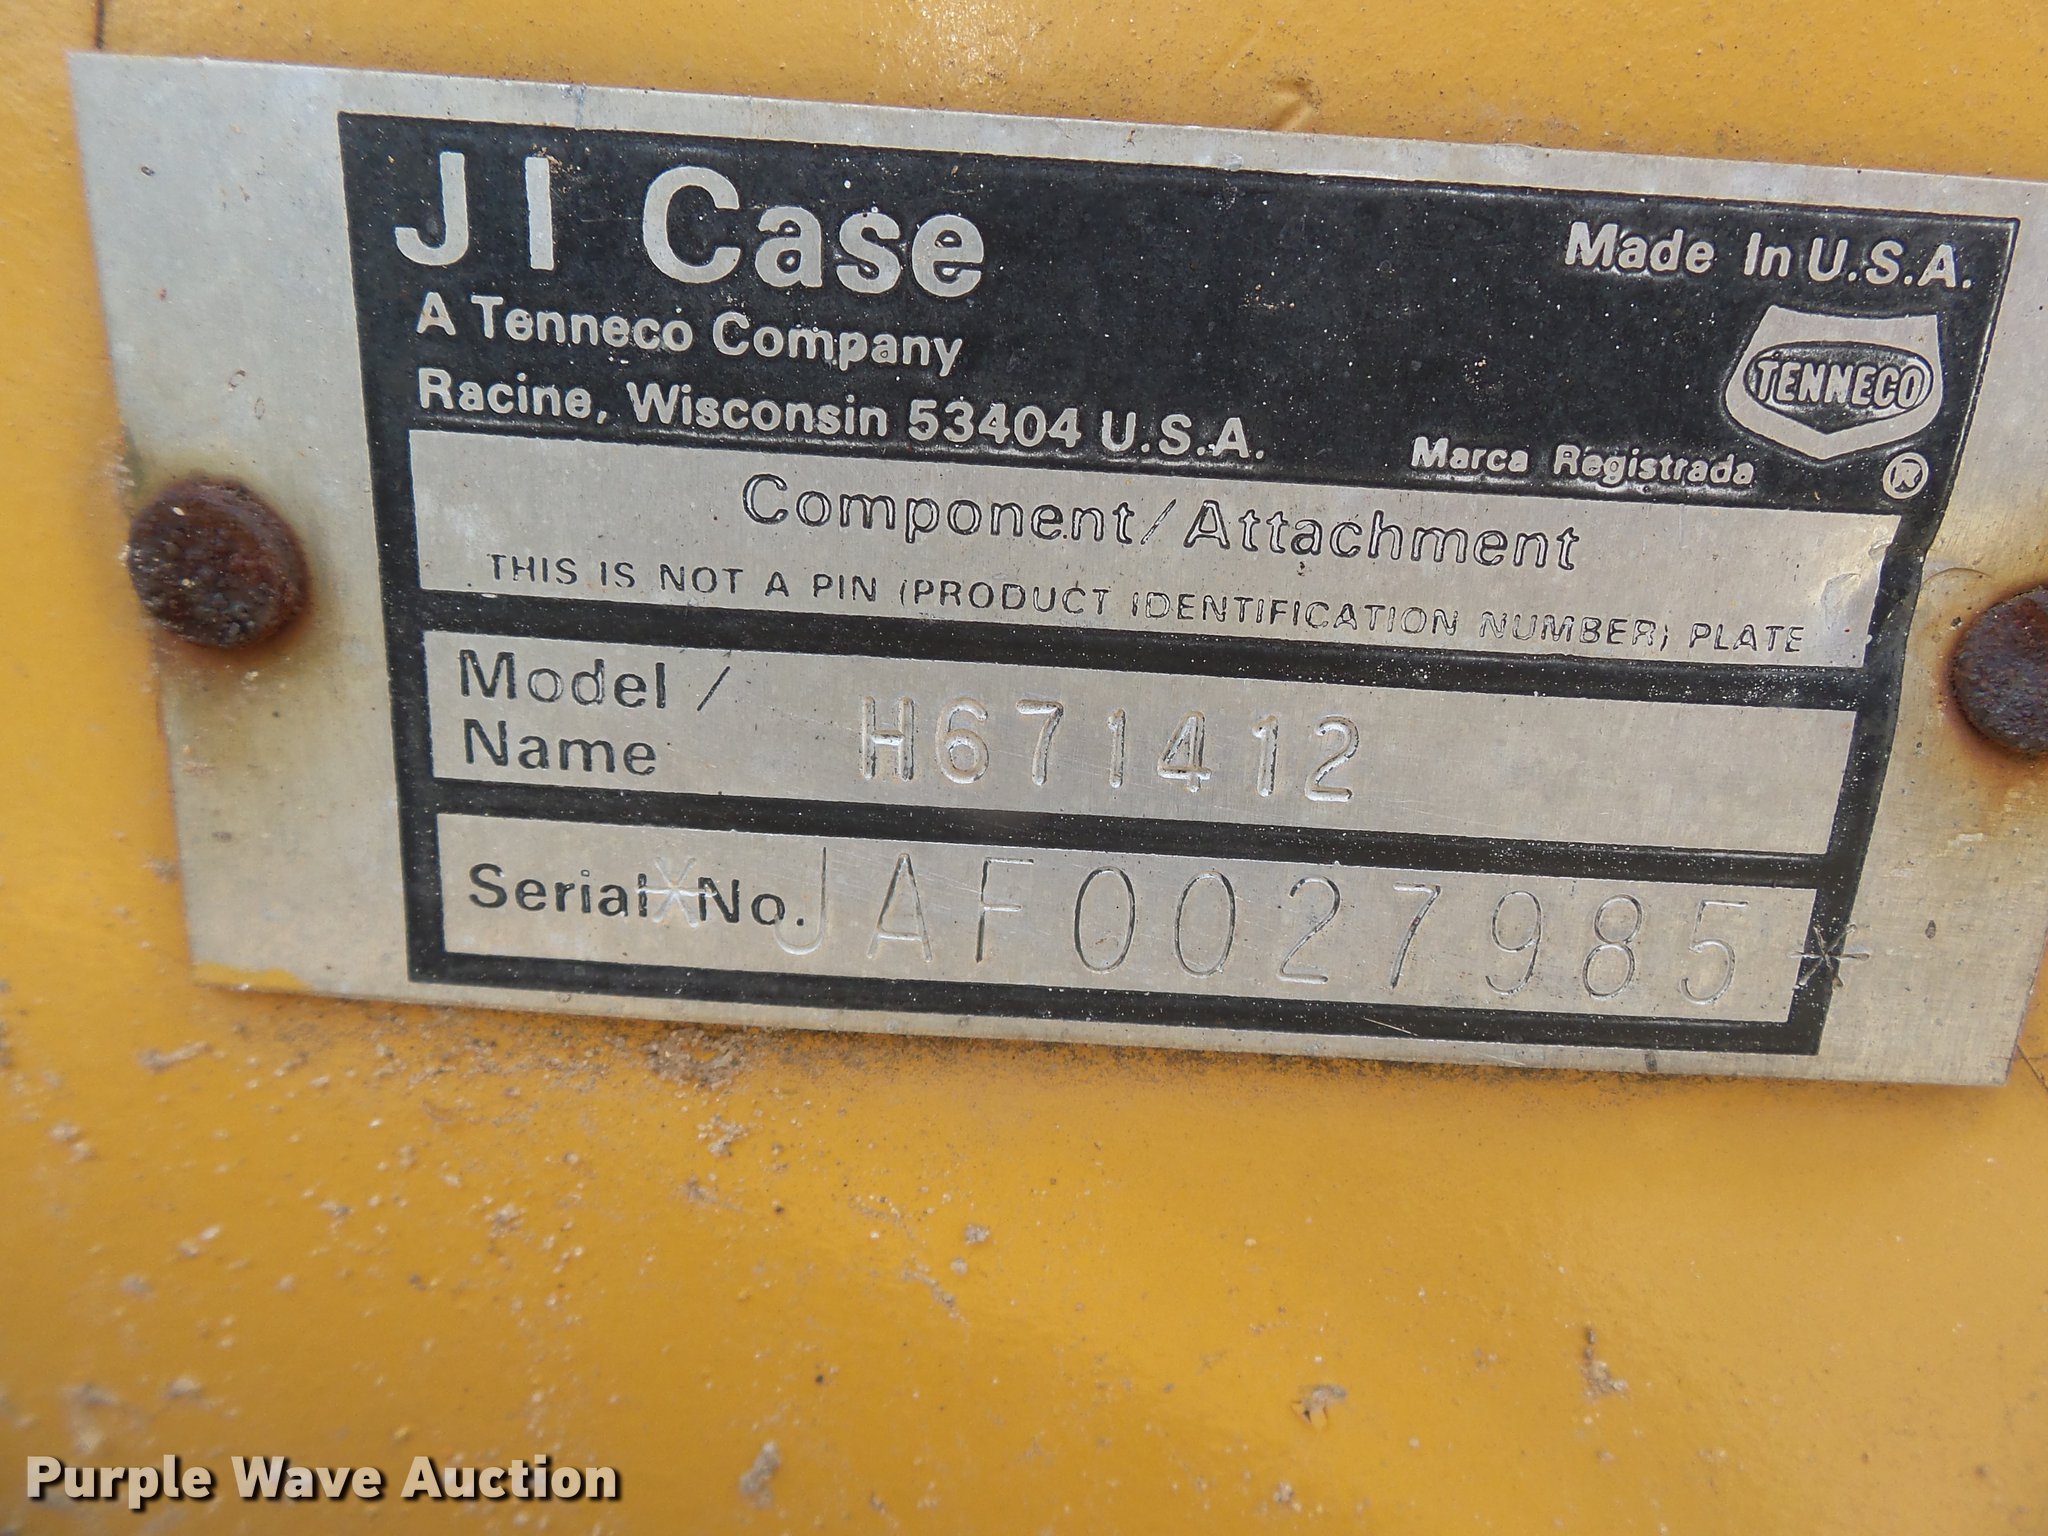 J I Case
Made In U.S.A.
A Tenneco Company
TENNECO
Racine, Wisconsin 53404 U.S.A.
Marca Registrada ®
Component/Attachment
THIS IS NOT A PIN (PRODUCT IDENTIFICATION NUMBER) PLATE
Model /
Name H671412
Serial No. *JAF0027985*
Purple Wave Auction